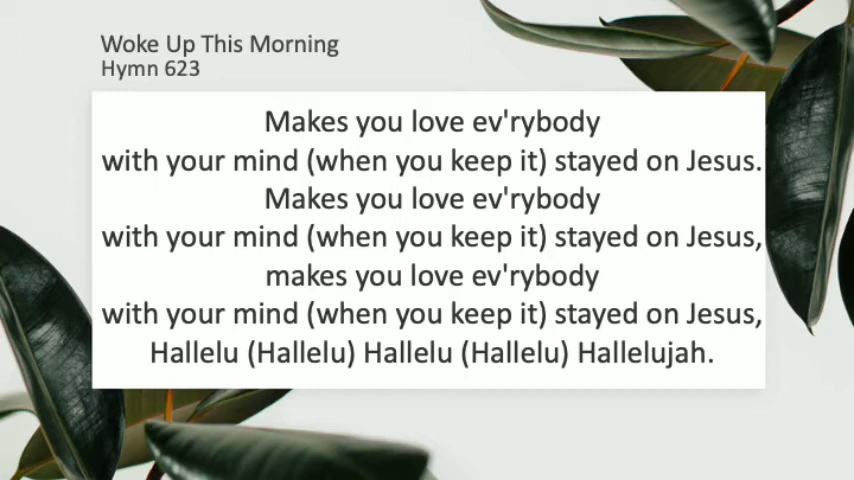 Woke Up This Morning
Hymn 623
Makes you love ev'rybody
with your mind (when you keep it) stayed on Jesus.
Makes you love ev'rybody
with your mind (when you keep it) stayed on Jesus,
makes you love ev'rybody
with your mind (when you keep it) stayed on Jesus,
Hallelu (Hallelu) Hallelu (Hallelu) Hallelujah.